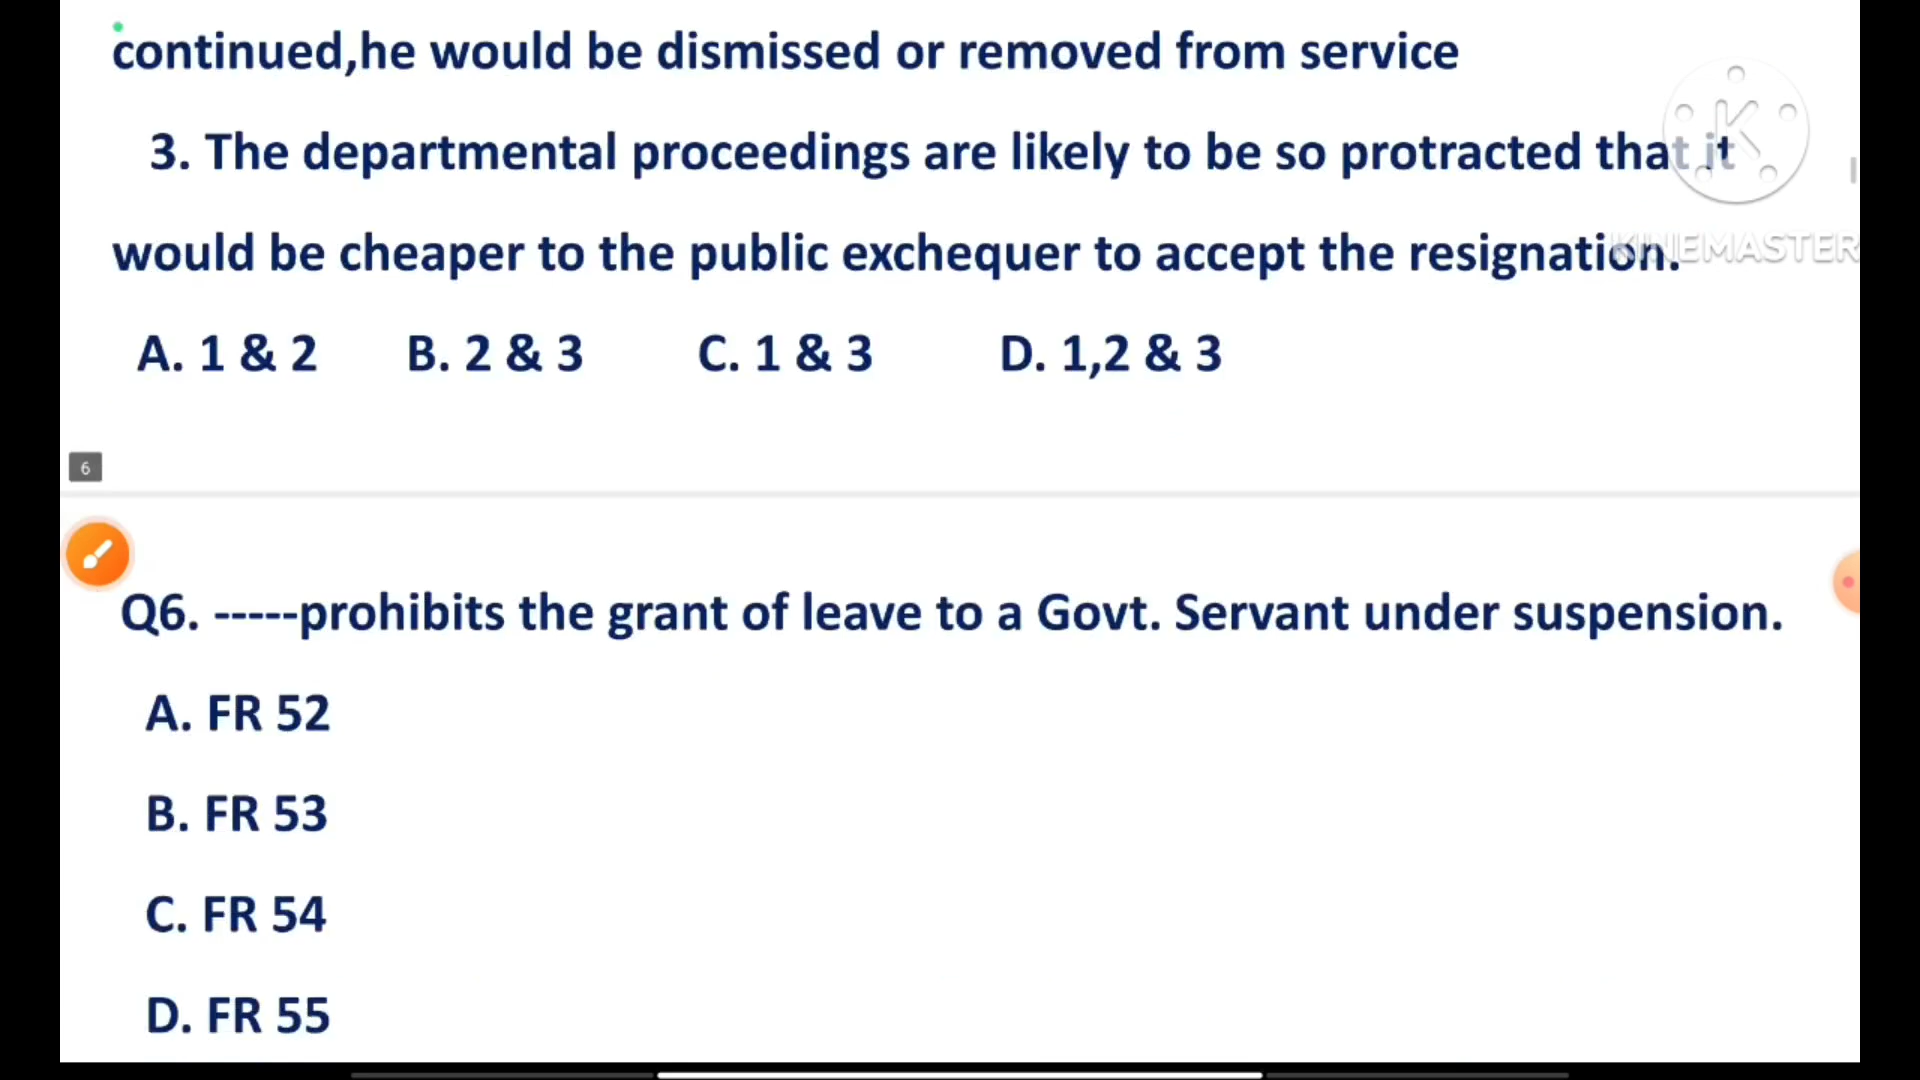 continued,he would be dismissed or removed from service
3. The departmental proceedings are likely to be so protracted that it
would be cheaper to the public exchequer to accept the resignation.
KINEMASTER
A. 1 & 2 B. 2 & 3 C. 1 & 3 D. 1,2 & 3
6
Q6. -----prohibits the grant of leave to a Govt. Servant under suspension.
A. FR 52
B. FR 53
C. FR 54
D. FR 55